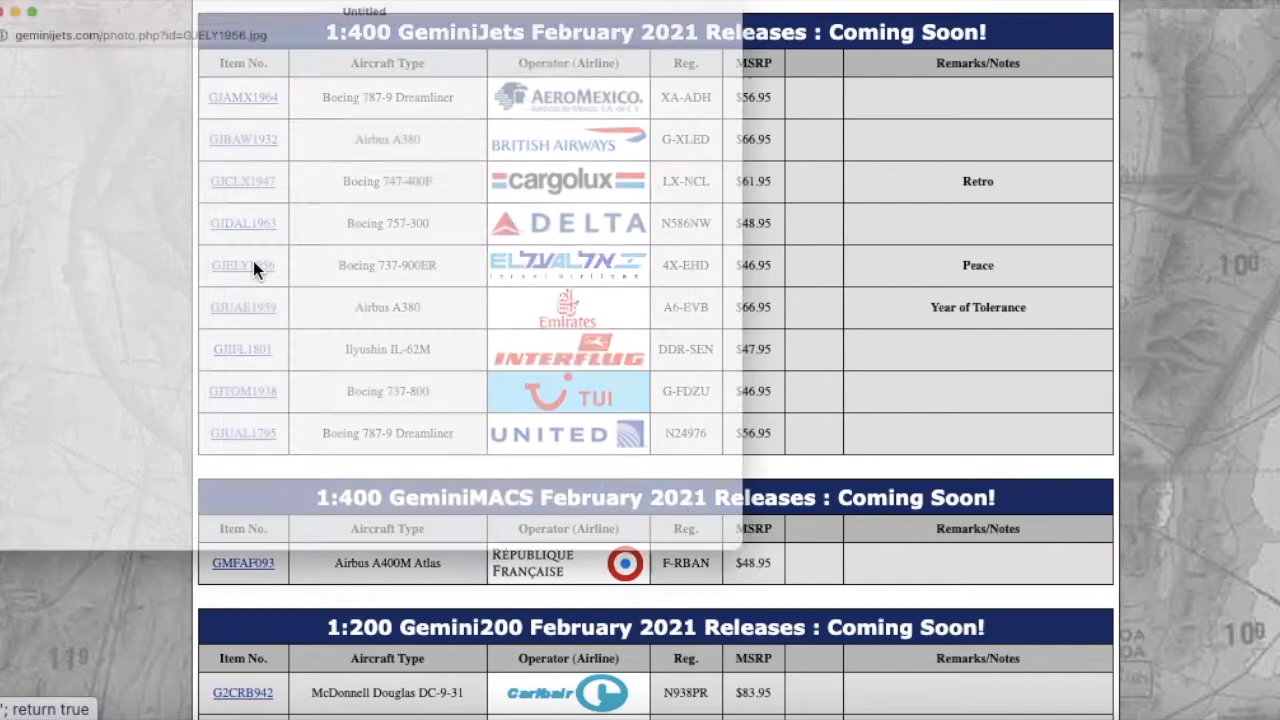 Untitled
geminijets.com/photo.php?id=GJELY1956.jpg
1:400 GeminiJets February 2021 Releases : Coming Soon!
Item No. Aircraft Type Operator (Airline) Reg. MSRP Remarks/Notes
GJAMX1964 Boeing 787-9 Dreamliner AEROMEXICO. XA-ADH $56.95
GJBAW1932 Airbus A380 BRITISH AIRWAYS G-XLED $66.95
GJCLX1947 Boeing 747-400F cargolux LX-NCL $61.95 Retro
GJDAL1963 Boeing 757-300 DELTA N586NW $48.95
GJELY1956 Boeing 737-900ER EL AL אל על 4X-EHD $46.95 Peace
GJUAE1959 Airbus A380 Emirates A6-EVB $66.95 Year of Tolerance
GJIFL1801 Ilyushin IL-62M INTERFLUG DDR-SEN $47.95
GJTOM1938 Boeing 737-800 TUI G-FDZU $46.95
GJUAL1795 Boeing 787-9 Dreamliner UNITED N24976 $56.95
1:400 GeminiMACS February 2021 Releases : Coming Soon!
Item No. Aircraft Type Operator (Airline) Reg. MSRP Remarks/Notes
GMFAF093 Airbus A400M Atlas RÉPUBLIQUE FRANÇAISE F-RBAN $48.95
1:200 Gemini200 February 2021 Releases : Coming Soon!
Item No. Aircraft Type Operator (Airline) Reg. MSRP Remarks/Notes
G2CRB942 McDonnell Douglas DC-9-31 Caribair N938PR $83.95
'; return true
10⁰
10⁰
11⁰